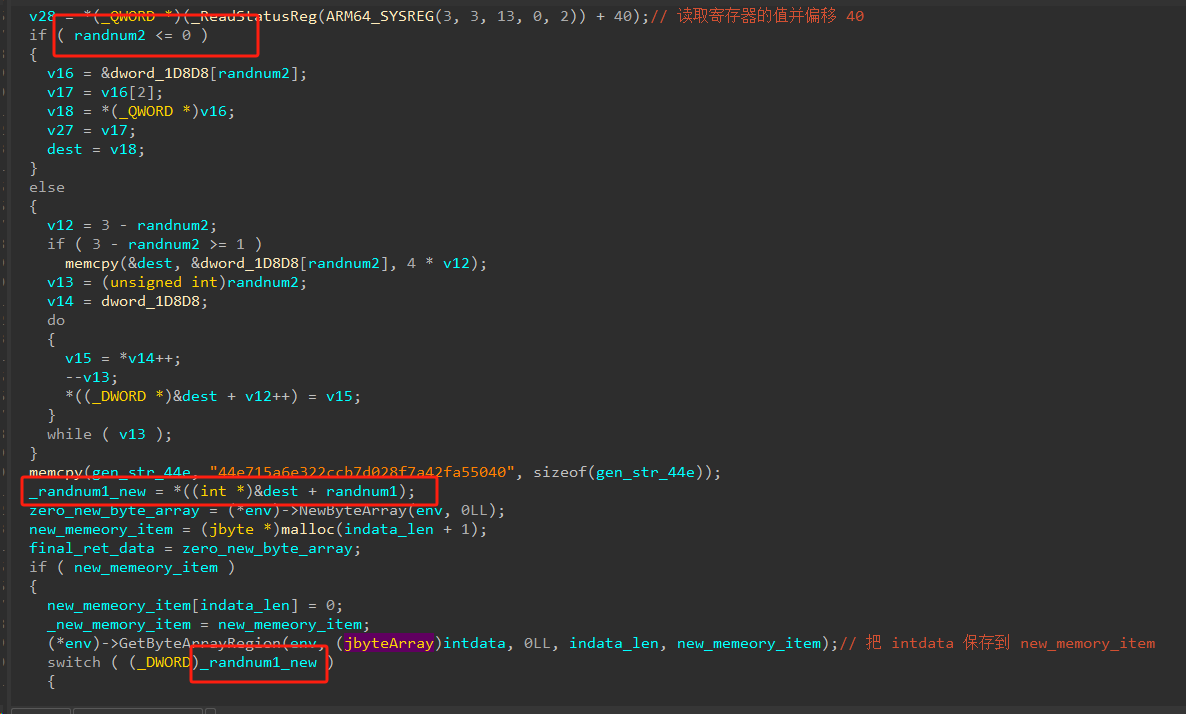 v28 = *(_QWORD *)(_ReadStatusReg(ARM64_SYSREG(3, 3, 13, 0, 2)) + 40);// 读取寄存器的值并偏移 40
if ( randnum2 <= 0 )
{
v16 = &dword_1D8D8[randnum2];
v17 = v16[2];
v18 = *(_QWORD *)v16;
v27 = v17;
dest = v18;
}
else
{
v12 = 3 - randnum2;
if ( 3 - randnum2 >= 1 )
memcpy(&dest, &dword_1D8D8[randnum2], 4 * v12);
v13 = (unsigned int)randnum2;
v14 = dword_1D8D8;
do
{
v15 = *v14++;
--v13;
*((_DWORD *)&dest + v12++) = v15;
}
while ( v13 );
}
memcpy(gen_str_44e, "44e715a6e322ccb7d028f7a42fa55040", sizeof(gen_str_44e));
_randnum1_new = *((int *)&dest + randnum1);
zero_new_byte_array = (*env)->NewByteArray(env, 0LL);
new_memeory_item = (jbyte *)malloc(indata_len + 1);
final_ret_data = zero_new_byte_array;
if ( new_memeory_item )
{
new_memeory_item[indata_len] = 0;
_new_memory_item = new_memeory_item;
(*env)->GetByteArrayRegion(env, (jbyteArray)intdata, 0LL, indata_len, new_memeory_item);// 把 intdata 保存到 new_memory_item
switch ( (_DWORD)_randnum1_new )
{